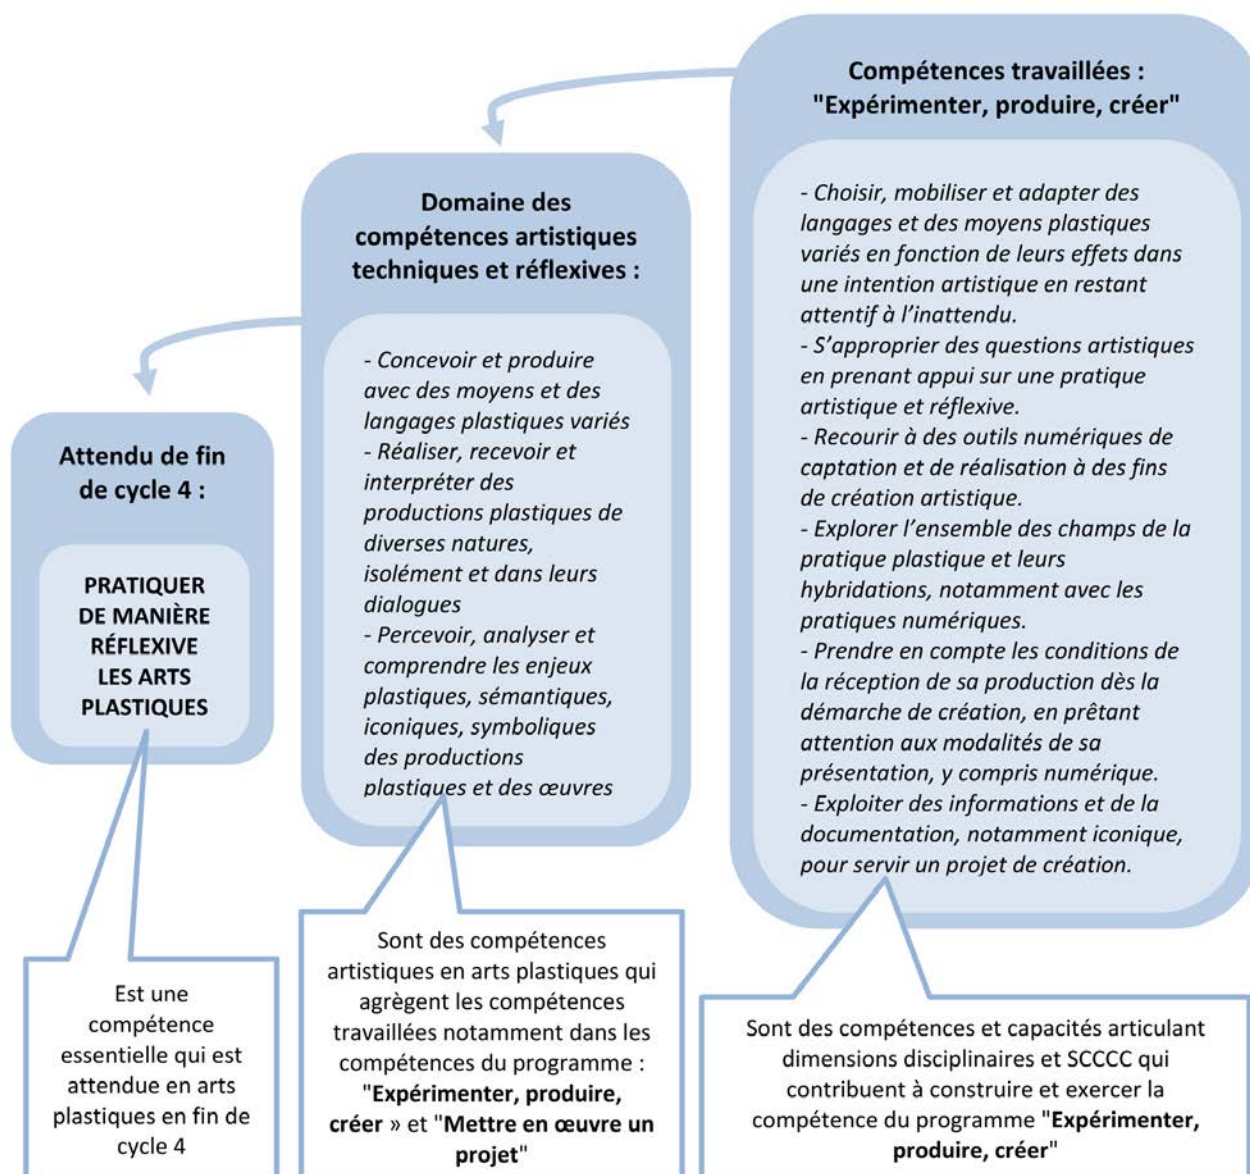 Compétences travaillées :
"Expérimenter, produire, créer"
- Choisir, mobiliser et adapter des
langages et des moyens plastiques
variés en fonction de leurs effets dans
une intention artistique en restant
attentif à l’inattendu.
- S’approprier des questions artistiques
en prenant appui sur une pratique
artistique et réflexive.
- Recourir à des outils numériques de
captation et de réalisation à des fins
de création artistique.
- Explorer l’ensemble des champs de la
pratique plastique et leurs
hybridations, notamment avec les
pratiques numériques.
- Prendre en compte les conditions de
la réception de sa production dès la
démarche de création, en prêtant
attention aux modalités de sa
présentation, y compris numérique.
- Exploiter des informations et de la
documentation, notamment iconique,
pour servir un projet de création.
Domaine des
compétences artistiques
techniques et réflexives :
- Concevoir et produire
avec des moyens et des
langages plastiques variés
- Réaliser, recevoir et
interpréter des
productions plastiques de
diverses natures,
isolément et dans leurs
dialogues
- Percevoir, analyser et
comprendre les enjeux
plastiques, sémantiques,
iconiques, symboliques
des productions
plastiques et des œuvres
Attendu de fin
de cycle 4 :
PRATIQUER
DE MANIÈRE
RÉFLEXIVE
LES ARTS
PLASTIQUES
Est une
compétence
essentielle qui est
attendue en arts
plastiques en fin de
cycle 4
Sont des compétences
artistiques en arts plastiques qui
agrègent les compétences
travaillées notamment dans les
compétences du programme :
"Expérimenter, produire,
créer » et "Mettre en œuvre un
projet"
Sont des compétences et capacités articulant
dimensions disciplinaires et SCCCC qui
contribuent à construire et exercer la
compétence du programme "Expérimenter,
produire, créer"